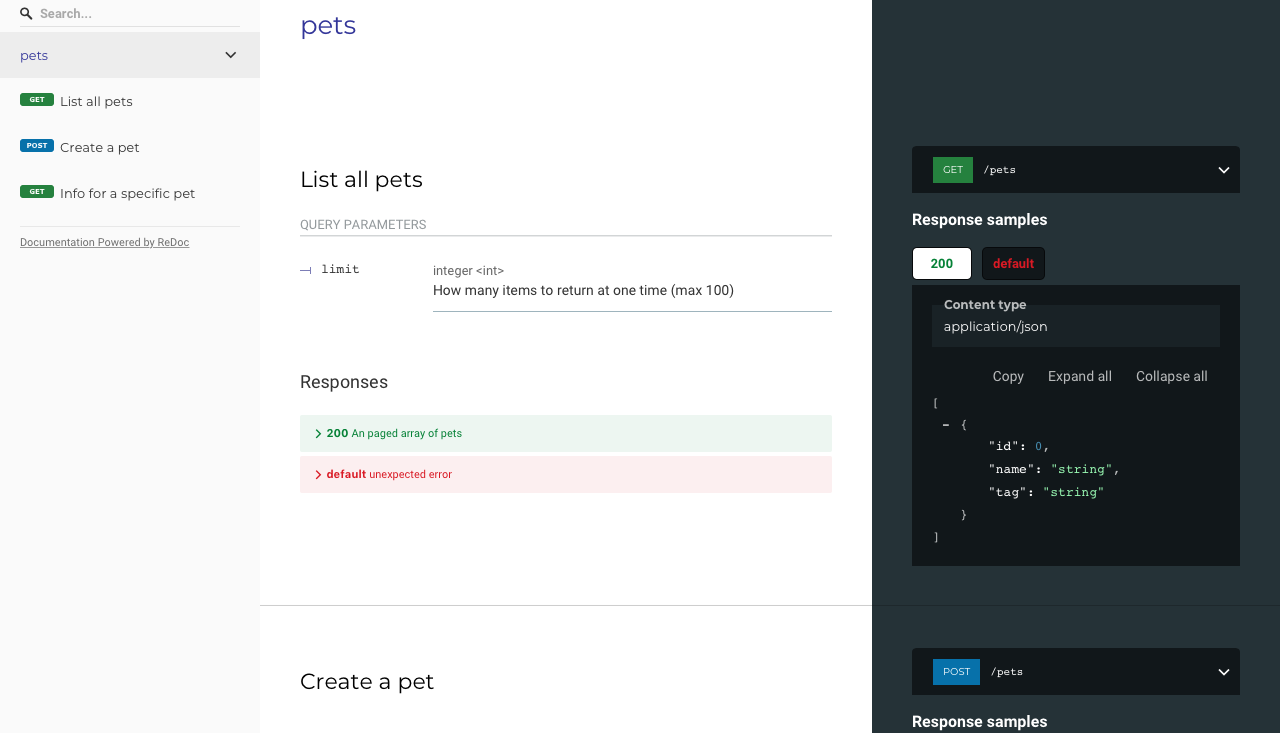 Search...
pets
GET List all pets
POST Create a pet
GET Info for a specific pet
Documentation Powered by ReDoc
pets
List all pets
QUERY PARAMETERS
limit
integer <int>
How many items to return at one time (max 100)
Responses
200 An paged array of pets
default unexpected error
Create a pet
GET /pets
Response samples
200 default
Content type
application/json
Copy Expand all Collapse all
[
- {
"id": 0,
"name": "string",
"tag": "string"
}
]
POST /pets
Response samples